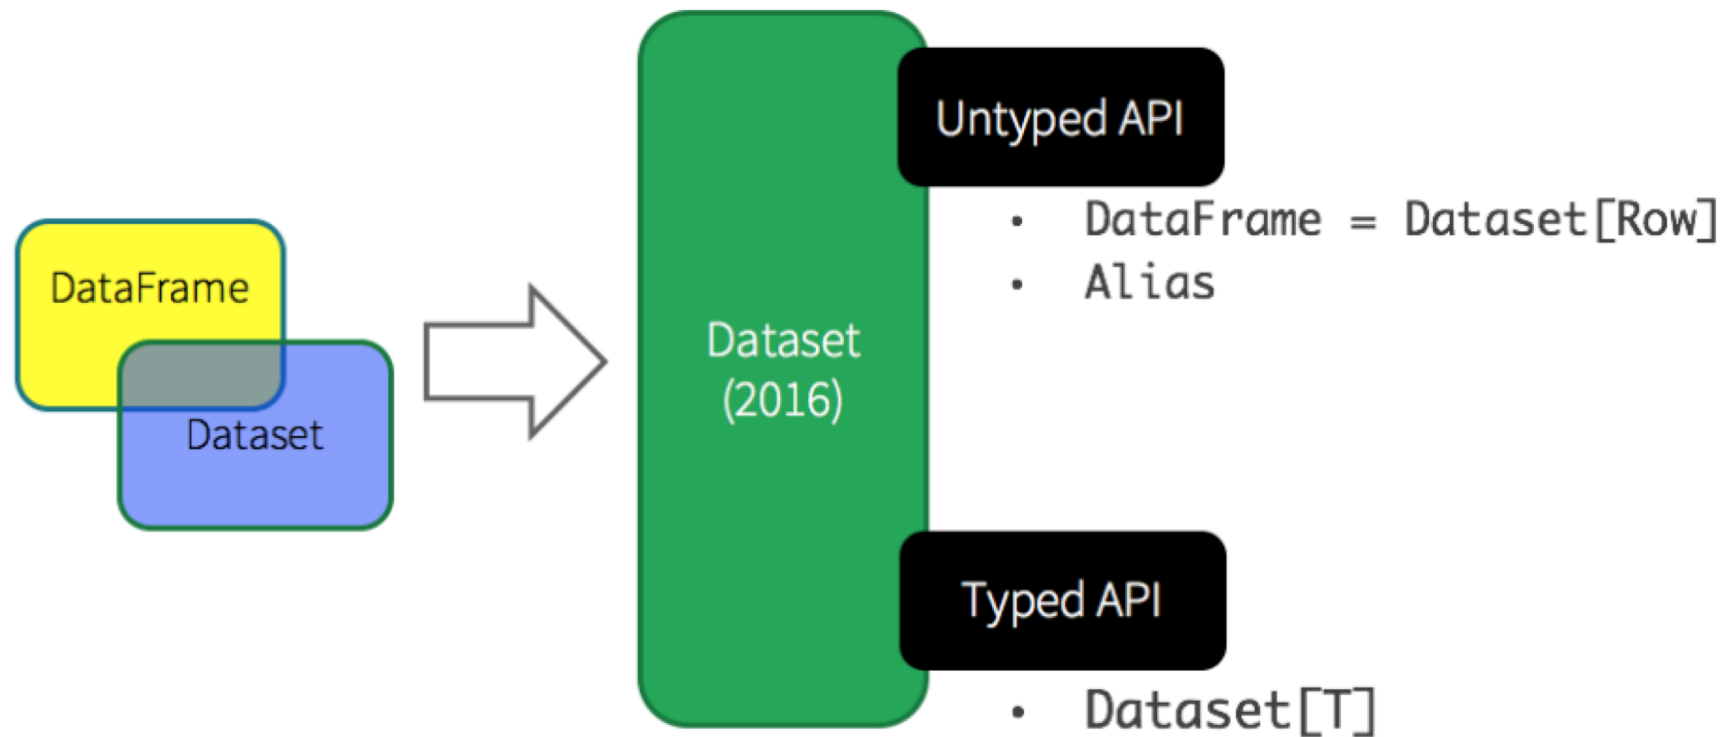 DataFrame
Dataset
Dataset
(2016)
Untyped API
• DataFrame = Dataset[Row]
• Alias
Typed API
• Dataset[T]